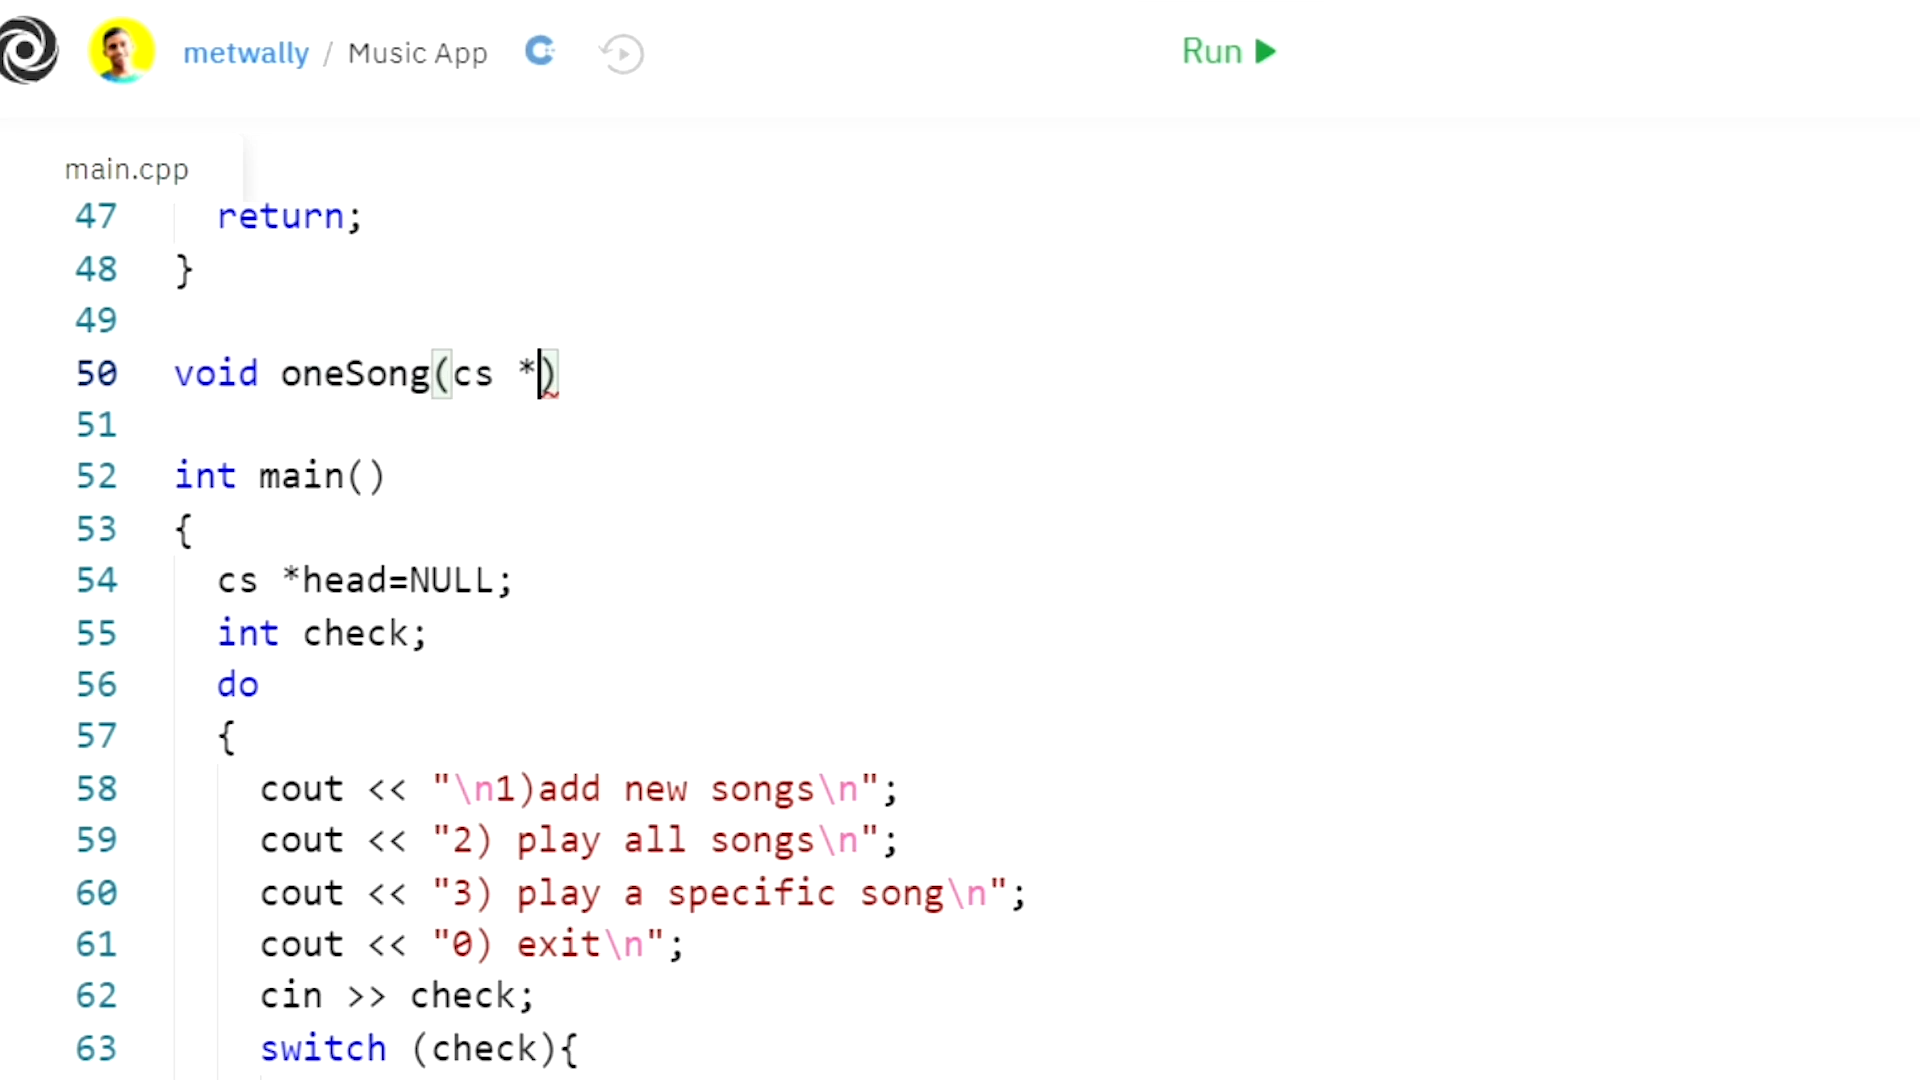 metwally / Music App
Run
main.cpp
47 return;
48 }
49
50 void oneSong(cs *)
51
52 int main()
53 {
54 cs *head=NULL;
55 int check;
56 do
57 {
58 cout << "\n1)add new songs\n";
59 cout << "2) play all songs\n";
60 cout << "3) play a specific song\n";
61 cout << "0) exit\n";
62 cin >> check;
63 switch (check){